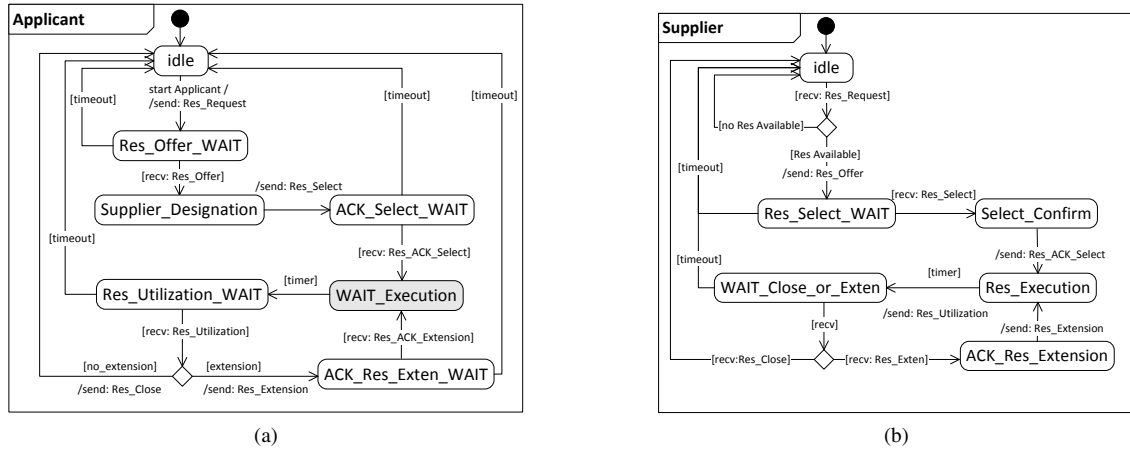 Applicant
idle
[timeout]
start Applicant /
/send: Res_Request
[timeout]
[timeout]
Res_Offer_WAIT
[recv: Res_Offer]
/send: Res_Select
Supplier_Designation
ACK_Select_WAIT
[timeout]
[recv: Res_ACK_Select]
[timer]
Res_Utilization_WAIT
WAIT_Execution
[recv: Res_Utilization]
[recv: Res_ACK_Extension]
[no_extension]
[extension]
/send: Res_Close
/send: Res_Extension
ACK_Res_Exten_WAIT
(a)
Supplier
idle
[recv: Res_Request]
[no Res Available]
[Res Available]
/send: Res_Offer
[timeout]
[recv: Res_Select]
Res_Select_WAIT
Select_Confirm
/send: Res_ACK_Select
[timeout]
[timer]
WAIT_Close_or_Exten
Res_Execution
/send: Res_Utilization
[recv]
/send: Res_Extension
[recv:Res_Close]
[recv: Res_Exten]
ACK_Res_Extension
(b)